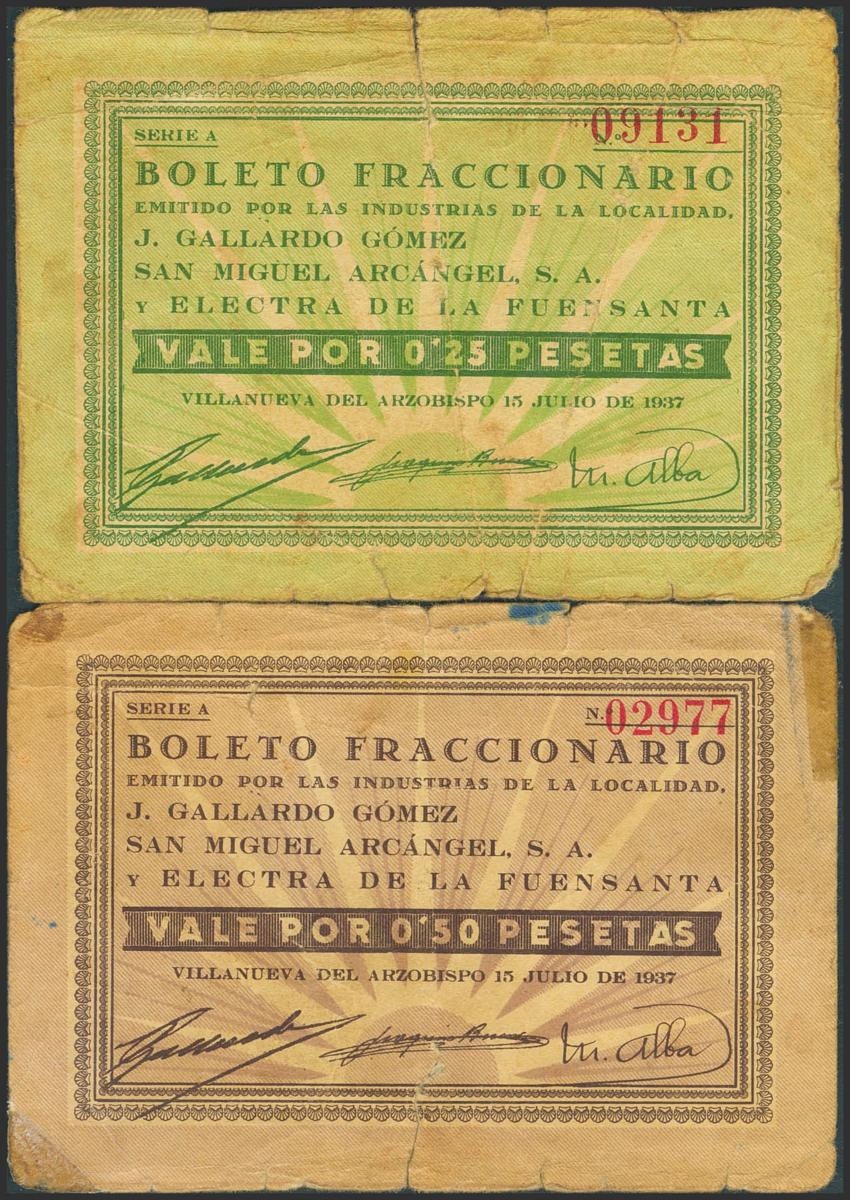 SERIE A
N.º 09131
BOLETO FRACCIONARIO
EMITIDO POR LAS INDUSTRIAS DE LA LOCALIDAD,
J. GALLARDO GÓMEZ
SAN MIGUEL ARCÁNGEL, S. A.
Y ELECTRA DE LA FUENSANTA
VALE POR 0'25 PESETAS
VILLANUEVA DEL ARZOBISPO 15 JULIO DE 1937
M. Alba
SERIE A
N.º 02977
BOLETO FRACCIONARIO
EMITIDO POR LAS INDUSTRIAS DE LA LOCALIDAD,
J. GALLARDO GÓMEZ
SAN MIGUEL ARCÁNGEL, S. A.
Y ELECTRA DE LA FUENSANTA
VALE POR 0'50 PESETAS
VILLANUEVA DEL ARZOBISPO 15 JULIO DE 1937
M. Alba